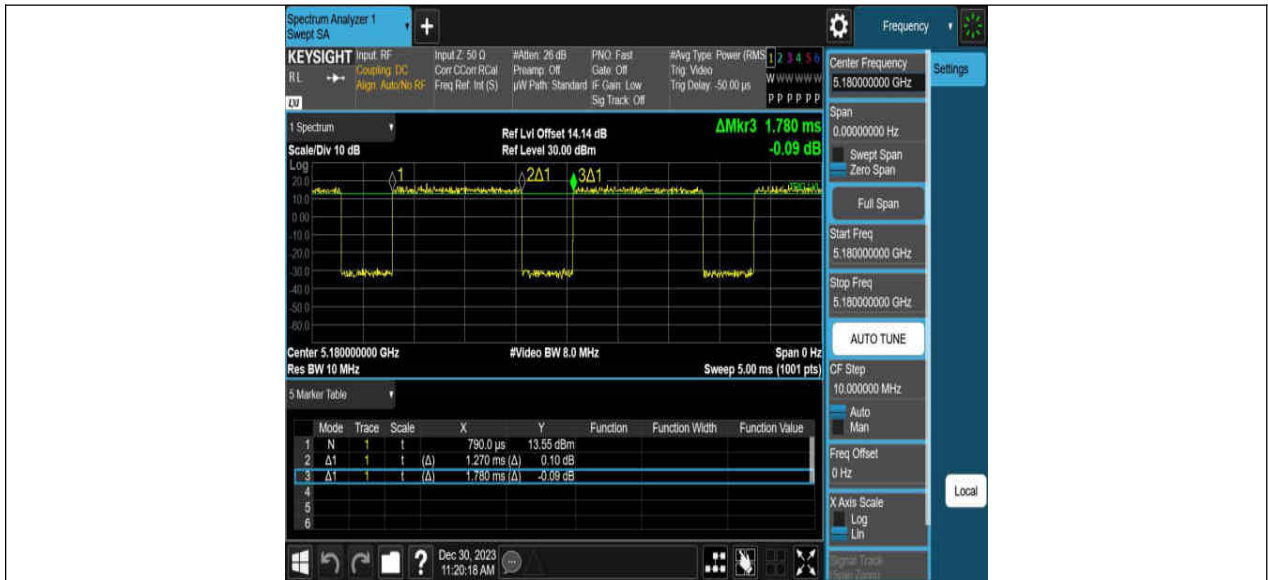 Spectrum Analyzer 1
Swept SA
+
Frequency
KEYSIGHT
RL
LXI
Input: RF
Coupling: DC
Align: Auto/No RF
Input Z: 50 Ω
Corr CCorr RCal
Freq Ref: Int (S)
#Atten: 26 dB
Preamp: Off
µW Path: Standard
PNO: Fast
Gate: Off
IF Gain: Low
Sig Track: Off
#Avg Type: Power (RMS
Trig: Video
Trig Delay: -50.00 µs
1 2 3 4 5 6
W W W W W W
P P P P P P
Center Frequency
5.180000000 GHz
Settings
Span
0.00000000 Hz
Swept Span
Zero Span
Full Span
Start Freq
5.180000000 GHz
Stop Freq
5.180000000 GHz
AUTO TUNE
CF Step
10.000000 MHz
Auto
Man
Freq Offset
0 Hz
X Axis Scale
Log
Lin
Signal Track
(Span Zoom)
Local
1 Spectrum
Scale/Div 10 dB
Ref Lvl Offset 14.14 dB
Ref Level 30.00 dBm
ΔMkr3 1.780 ms
-0.09 dB
Log
20.0
10.0
0.00
-10.0
-20.0
-30.0
-40.0
-50.0
-60.0
1
2Δ1
3Δ1
Center 5.180000000 GHz
#Video BW 8.0 MHz
Span 0 Hz
Res BW 10 MHz
Sweep 5.00 ms (1001 pts)
5 Marker Table
Mode Trace Scale X Y Function Function Width Function Value
1 N 1 t 790.0 µs 13.55 dBm
2 Δ1 1 t (Δ) 1.270 ms (Δ) 0.10 dB
3 Δ1 1 t (Δ) 1.780 ms (Δ) -0.09 dB
4
5
6
?
Dec 30, 2023
11:20:18 AM